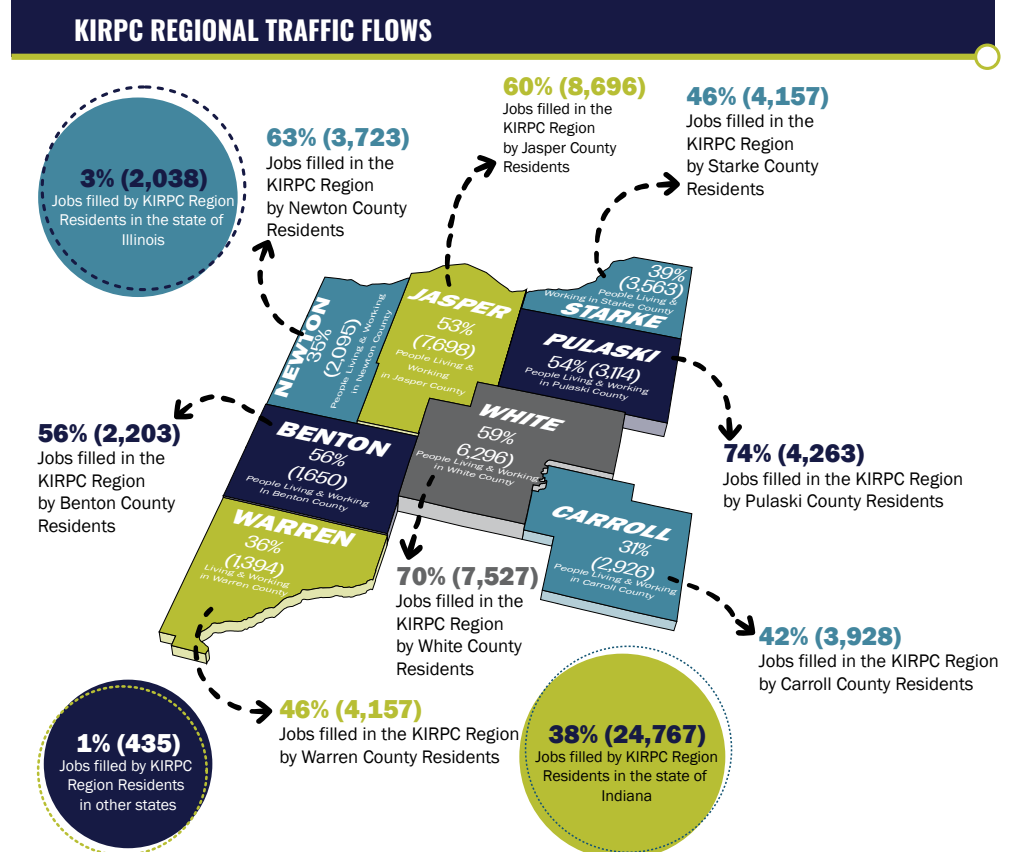 KIRPC REGIONAL TRAFFIC FLOWS
3% (2,038)
Jobs filled by KIRPC Region
Residents in the state of
Illinois
63% (3,723)
Jobs filled in the
KIRPC Region
by Newton County
Residents
60% (8,696)
Jobs filled in the
KIRPC Region
by Jasper County
Residents
46% (4,157)
Jobs filled in the
KIRPC Region
by Starke County
Residents
NEWTON
35%
(2,095)
People Living & Working
in Newton County
JASPER
53%
(7,698)
People Living &
Working
in Jasper County
39%
(3,563)
People Living &
Working in Starke County
STARKE
PULASKI
54% (3,114)
People Living & Working
in Pulaski County
WHITE
59%
6,296)
People Living & Working
in White County
BENTON
56%
(1,650)
People Living & Working
In Benton County
WARREN
36%
(1,394)
Living & Working
in Warren County
CARROLL
31%
(2,926)
People Living & Working
in Carroll County
56% (2,203)
Jobs filled in the
KIRPC Region
by Benton County
Residents
74% (4,263)
Jobs filled in the KIRPC Region
by Pulaski County Residents
70% (7,527)
Jobs filled in the
KIRPC Region
by White County
Residents
42% (3,928)
Jobs filled in the KIRPC Region
by Carroll County Residents
46% (4,157)
Jobs filled in the KIRPC Region
by Warren County Residents
1% (435)
Jobs filled by KIRPC
Region Residents
in other states
38% (24,767)
Jobs filled by KIRPC Region
Residents in the state of
Indiana